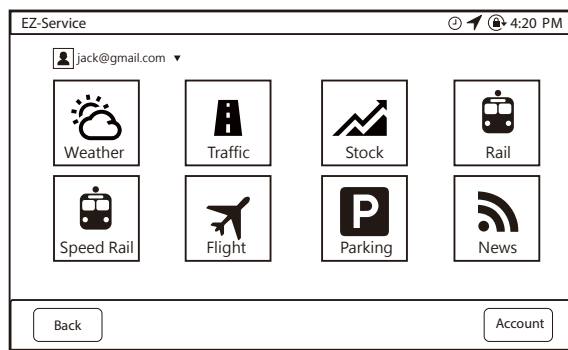 EZ-Service 4:20 PM
jack@gmail.com
Weather Traffic Stock Rail
Speed Rail Flight P Parking News
Back Account